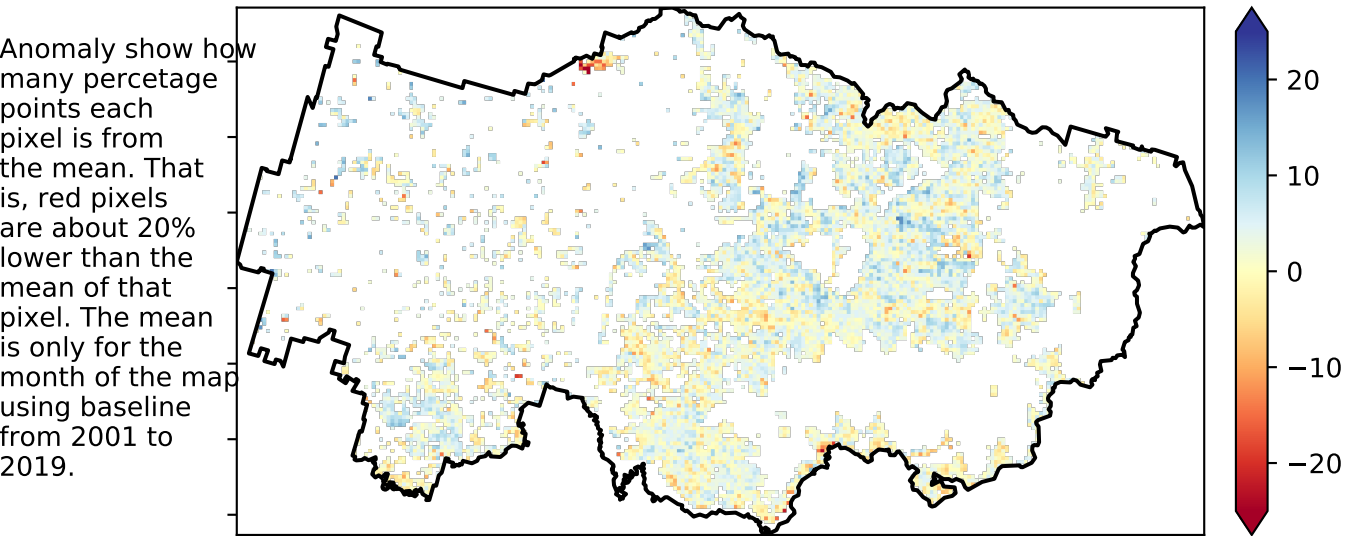 Anomaly show how
many percetage
points each
pixel is from
the mean. That
is, red pixels
are about 20%
lower than the
mean of that
pixel. The mean
is only for the
month of the map
using baseline
from 2001 to
2019.
20
10
0
−10
−20